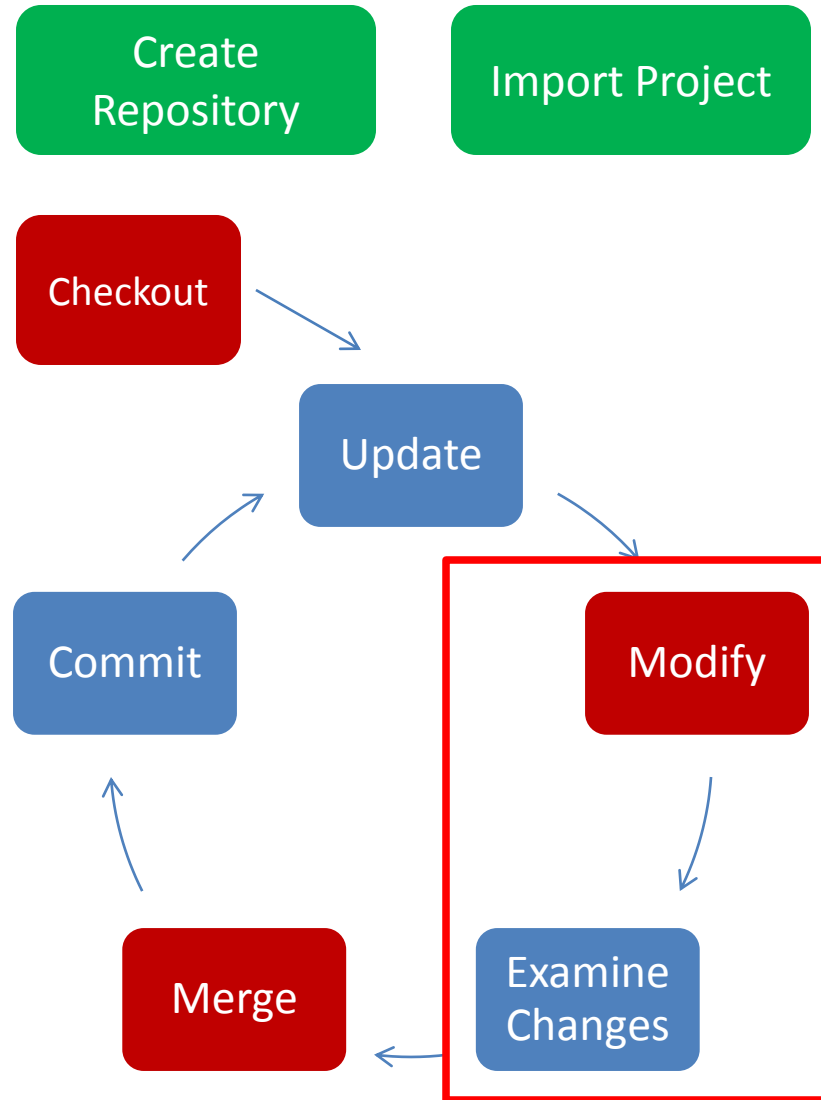 Create
Repository
Import Project
Checkout
Update
Modify
Examine
Changes
Merge
Commit